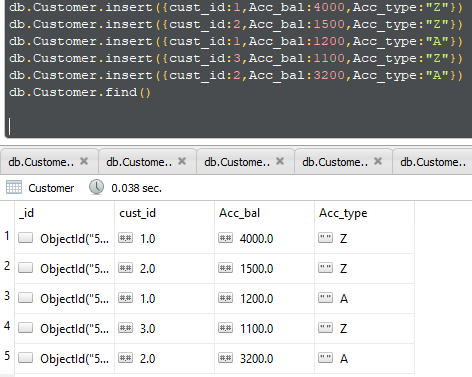 db.Customer.insert({cust_id:1,Acc_bal:4000,Acc_type:"Z"})
db.Customer.insert({cust_id:2,Acc_bal:1500,Acc_type:"Z"})
db.Customer.insert({cust_id:1,Acc_bal:1200,Acc_type:"A"})
db.Customer.insert({cust_id:3,Acc_bal:1100,Acc_type:"Z"})
db.Customer.insert({cust_id:2,Acc_bal:3200,Acc_type:"A"})
db.Customer.find()
db.Custome.. × db.Custome.. × db.Custome.. × db.Custome.. × db.Custome..
Customer 0.038 sec.
_id cust_id Acc_bal Acc_type
1 ObjectId("5... ## 1.0 ## 4000.0 "" Z
2 ObjectId("5... ## 2.0 ## 1500.0 "" Z
3 ObjectId("5... ## 1.0 ## 1200.0 "" A
4 ObjectId("5... ## 3.0 ## 1100.0 "" Z
5 ObjectId("5... ## 2.0 ## 3200.0 "" A